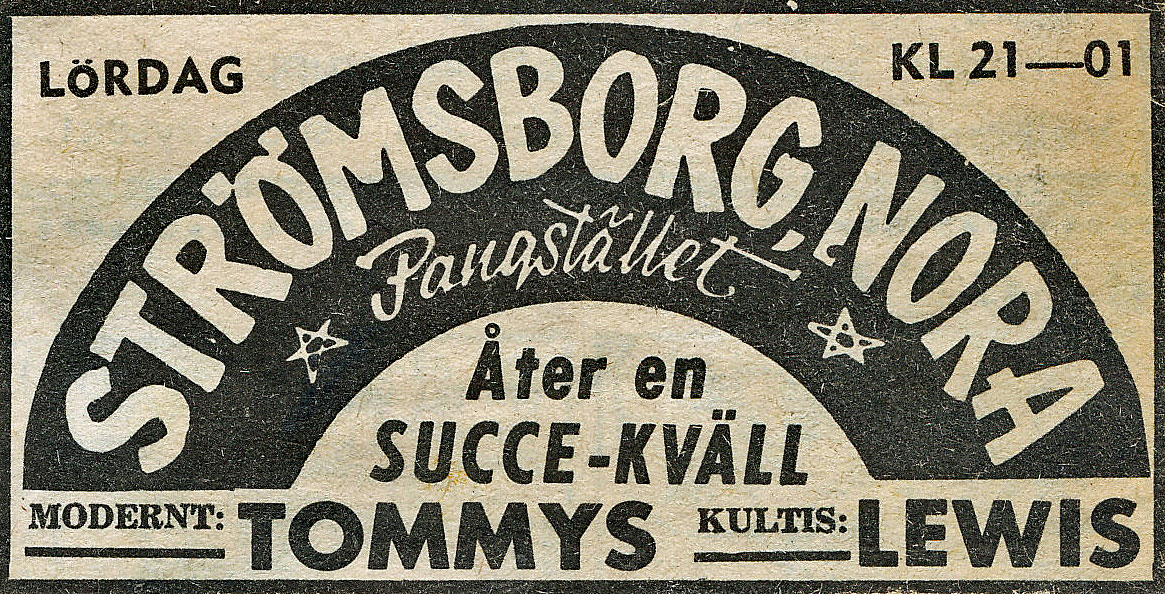 LÖRDAG
KL 21—01
STRÖMSBORG, NORA
Pangstället
Åter en
SUCCE-KVÄLL
MODERNT: TOMMYS
KULTIS: LEWIS